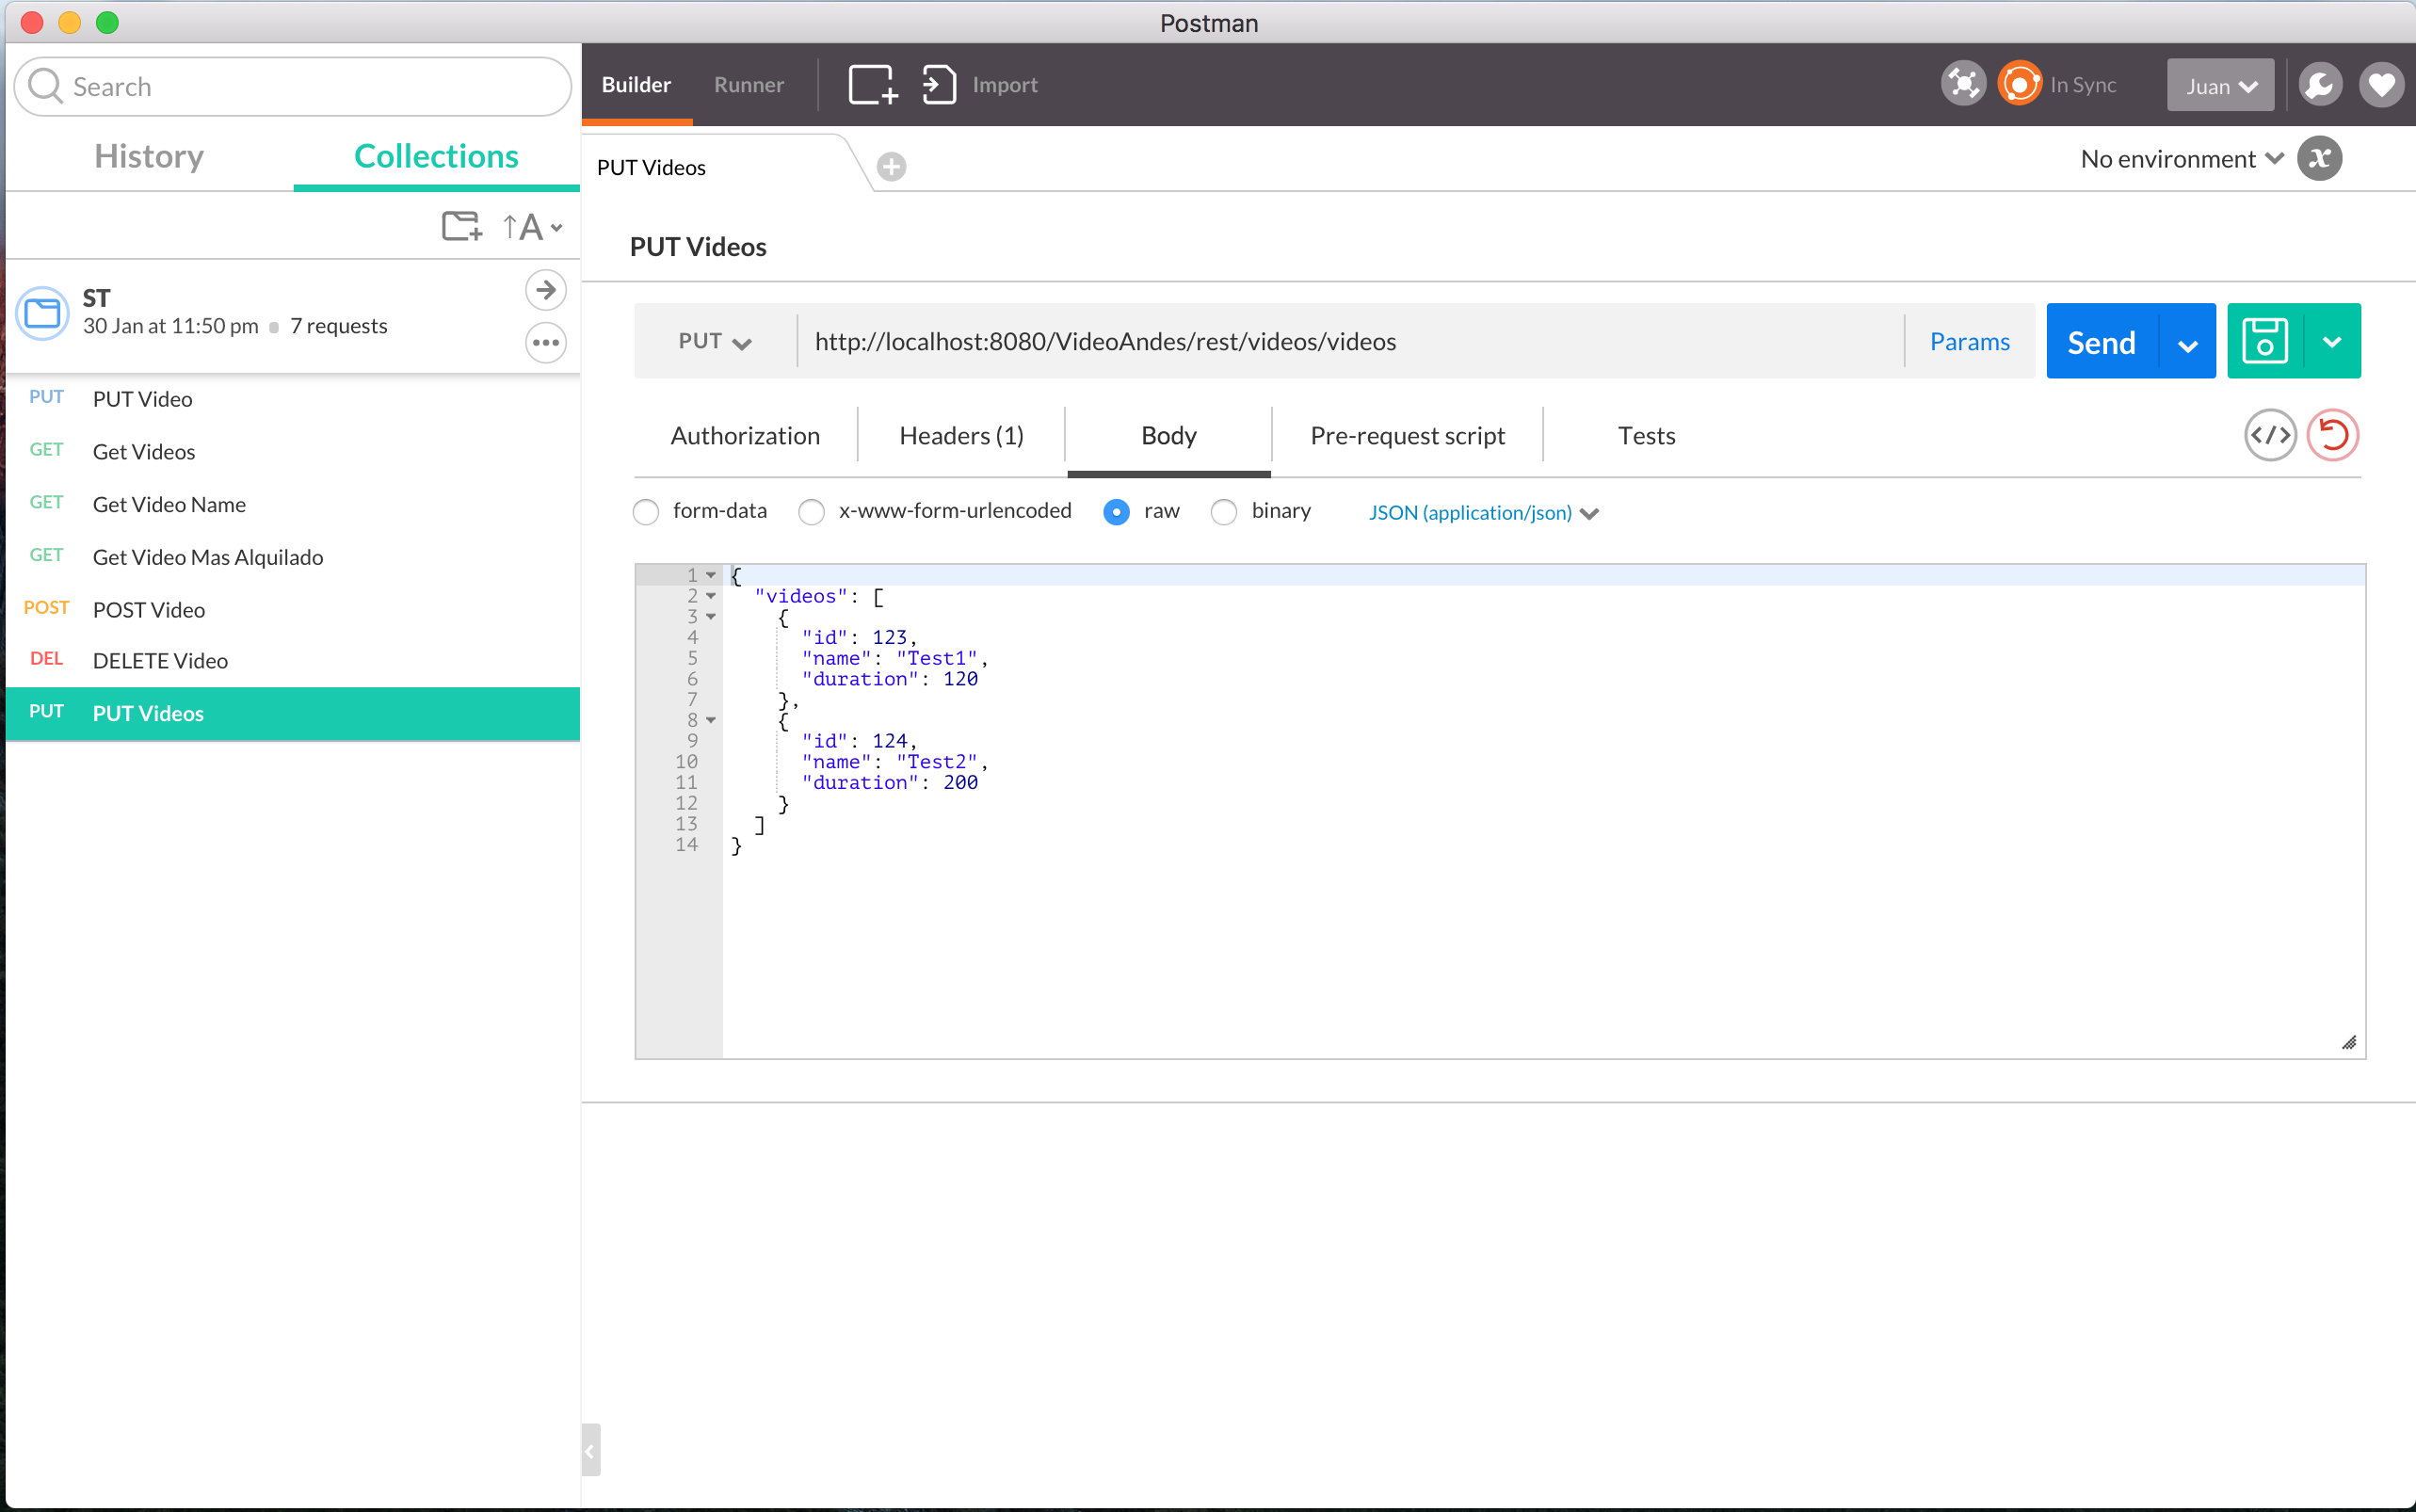 Postman
Search
Builder
Runner
Import
In Sync
Juan
History
Collections
PUT Videos
No environment
x
↑A
PUT Videos
ST
30 Jan at 11:50 pm 7 requests
PUT
http://localhost:8080/VideoAndes/rest/videos/videos
Params
Send
PUT PUT Video
GET Get Videos
GET Get Video Name
GET Get Video Mas Alquilado
POST POST Video
DEL DELETE Video
PUT PUT Videos
Authorization
Headers (1)
Body
Pre-request script
Tests
</>
form-data
x-www-form-urlencoded
raw
binary
JSON (application/json)
1 {
2 "videos": [
3 {
4 "id": 123,
5 "name": "Test1",
6 "duration": 120
7 },
8 {
9 "id": 124,
10 "name": "Test2",
11 "duration": 200
12 }
13 ]
14 }